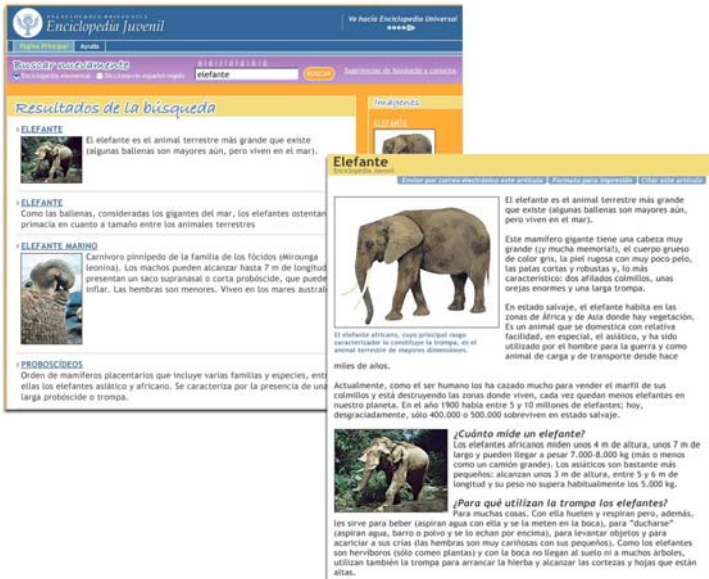 ENCYCLOPÆDIA BRITANNICA
Enciclopedia Juvenil
Ve hacia Enciclopedia Universal
Página Principal
Ayuda
Buscar nuevamente
Enciclopedia elemental
Diccionario español-inglés
elefante
BUSCAR
Sugerencias de búsqueda y contacto
Resultados de la búsqueda
ELEFANTE
El elefante es el animal terrestre más grande que existe
(algunas ballenas son mayores aún, pero viven en el mar).
ELEFANTE
Como las ballenas, consideradas los gigantes del mar, los elefantes ostentan
primacía en cuanto a tamaño entre los animales terrestres
ELEFANTE MARINO
Carnívoro pinnípedo de la familia de los fócidos (Mirounga
leonina). Los machos pueden alcanzar hasta 7 m de longitud
presentan un saco supranasal o corta probóscide, que puede
inflar. Las hembras son menores. Viven en los mares australe
PROBOSCÍDEOS
Orden de mamíferos placentarios que incluye varias familias y especies, entr
ellas los elefantes asiático y africano. Se caracteriza por la presencia de una
larga probóscide o trompa.
Imágenes
ELEFANTE
Elefante
Enciclopedia Juvenil
Enviar por correo electrónico este artículo
Formato para impresión
Citar este artículo
El elefante es el animal terrestre más grande
que existe (algunas ballenas son mayores aún,
pero viven en el mar).
Este mamífero gigante tiene una cabeza muy
grande (¡y mucha memoria!), el cuerpo grueso
de color gris, la piel rugosa con muy poco pelo,
las patas cortas y robustas y, lo más
característico: dos afilados colmillos, unas
orejas enormes y una larga trompa.
El elefante africano, cuyo principal rasgo
caracterizador lo constituye la trompa, es el
animal terrestre de mayores dimensiones.
En estado salvaje, el elefante habita en las
zonas de África y de Asia donde hay vegetación.
Es un animal que se domestica con relativa
facilidad, en especial, el asiático, y ha sido
utilizado por el hombre para la guerra y como
animal de carga y de transporte desde hace
miles de años.
Actualmente, como el ser humano los ha cazado mucho para vender el marfil de sus
colmillos y está destruyendo las zonas donde viven, cada vez quedan menos elefantes en
nuestro planeta. En el año 1900 había entre 5 y 10 millones de elefantes; hoy,
desgraciadamente, sólo 400.000 o 500.000 sobreviven en estado salvaje.
¿Cuánto mide un elefante?
Los elefantes africanos miden unos 4 m de altura, unos 7 m de
largo y pueden llegar a pesar 7.000-8.000 kg (más o menos
como un camión grande). Los asiáticos son bastante más
pequeños: alcanzan unos 3 m de altura, entre 5 y 6 m de
longitud y su peso no supera habitualmente los 5.000 kg.
¿Para qué utilizan la trompa los elefantes?
Para muchas cosas. Con ella huelen y respiran pero, además,
les sirve para beber (aspiran agua con ella y se la meten en la boca), para "ducharse"
(aspiran agua, barro o polvo y se lo echan por encima), para levantar objetos y para
acariciar a sus crías (las hembras son muy cariñosas con sus pequeños). Como los elefantes
son hervíboros (sólo comen plantas) y con la boca no llegan al suelo ni a muchos árboles,
utilizan también la trompa para arrancar la hierba y alcanzar las cortezas y hojas que están
altas.